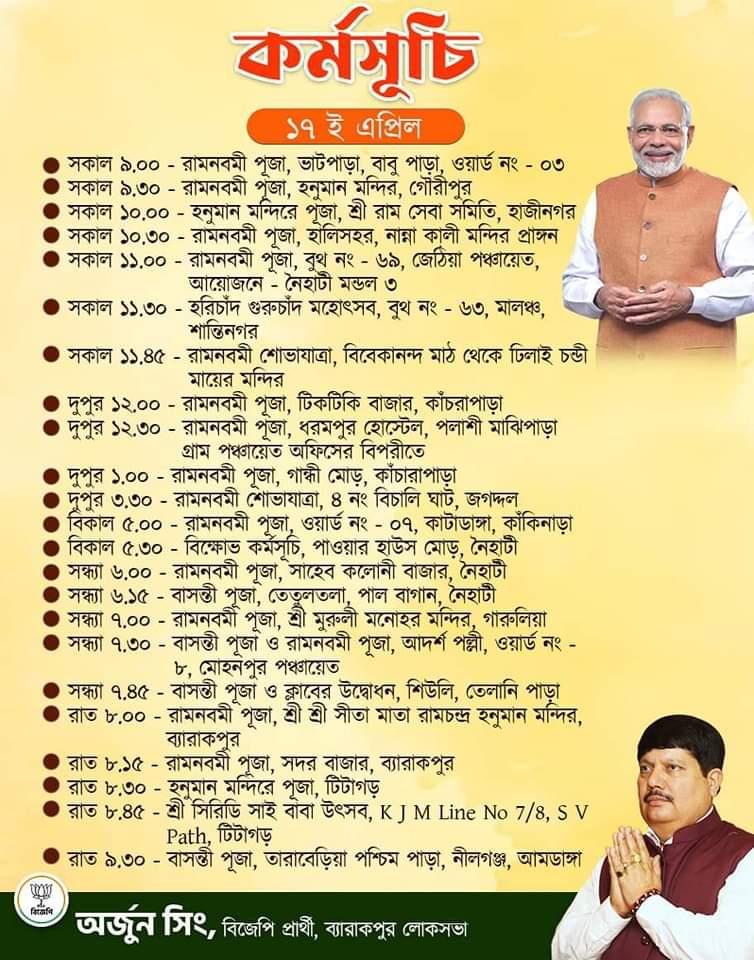 কর্মসূচি
১৭ ই এপ্রিল
সকাল ৯.০০ - রামনবমী পূজা, ভাটপাড়া, বাবু পাড়া, ওয়ার্ড নং - ০৩
সকাল ৯.৩০ - রামনবমী পূজা, হনুমান মন্দির, গৌরীপুর
সকাল ১০.০০ - হনুমান মন্দিরে পূজা, শ্রী রাম সেবা সমিতি, হাজীনগর
সকাল ১০.৩০ - রামনবমী পূজা, হালিসহর, নান্না কালী মন্দির প্রাঙ্গন
সকাল ১১.০০ - রামনবমী পূজা, বুথ নং - ৬৯, জেঠিয়া পঞ্চায়েত,
আয়োজনে - নৈহাটী মন্ডল ৩
সকাল ১১.৩০ - হরিচাঁদ গুরুচাঁদ মহোৎসব, বুথ নং - ৬৩, মালঞ্চ,
শান্তিনগর
সকাল ১১.৪৫ - রামনবমী শোভাযাত্রা, বিবেকানন্দ মাঠ থেকে ঢিলাই চন্ডী
মায়ের মন্দির
দুপুর ১২.০০ - রামনবমী পূজা, টিকটিকি বাজার, কাঁচরাপাড়া
দুপুর ১২.৩০ - রামনবমী পূজা, ধরমপুর হোস্টেল, পলাশী মাঝিপাড়া
গ্রাম পঞ্চায়েত অফিসের বিপরীতে
দুপুর ১.০০ - রামনবমী পূজা, গান্ধী মোড়, কাঁচারাপাড়া
দুপুর ৩.৩০ - রামনবমী শোভাযাত্রা, ৪ নং বিচালি ঘাট, জগদ্দল
বিকাল ৫.০০ - রামনবমী পূজা, ওয়ার্ড নং - ০৭, কাটাডাঙ্গা, কাঁকিনাড়া
বিকাল ৫.৩০ - বিক্ষোভ কর্মসূচি, পাওয়ার হাউস মোড়, নৈহাটী
সন্ধ্যা ৬.০০ - রামনবমী পূজা, সাহেব কলোনী বাজার, নৈহাটী
সন্ধ্যা ৬.১৫ - বাসন্তী পূজা, তেতুলতলা, পাল বাগান, নৈহাটী
সন্ধ্যা ৭.০০ - রামনবমী পূজা, শ্রী মুরুলী মনোহর মন্দির, গারুলিয়া
সন্ধ্যা ৭.৩০ - বাসন্তী পূজা ও রামনবমী পূজা, আদর্শ পল্লী, ওয়ার্ড নং -
৮, মোহনপুর পঞ্চায়েত
সন্ধ্যা ৭.৪৫ - বাসন্তী পূজা ও ক্লাবের উদ্বোধন, শিউলি, তেলানি পাড়া
রাত ৮.০০ - রামনবমী পূজা, শ্রী শ্রী সীতা মাতা রামচন্দ্র হনুমান মন্দির,
ব্যারাকপুর
রাত ৮.১৫ - রামনবমী পূজা, সদর বাজার, ব্যারাকপুর
রাত ৮.৩০ - হনুমান মন্দিরে পূজা, টিটাগড়
রাত ৮.৪৫ - শ্রী সিরিডি সাই বাবা উৎসব, K J M Line No 7/8, S V
Path, টিটাগড়
রাত ৯.৩০ - বাসন্তী পূজা, তারাবেড়িয়া পশ্চিম পাড়া, নীলগঞ্জ, আমডাঙ্গা
বিজেপি
অর্জুন সিং, বিজেপি প্রার্থী, ব্যারাকপুর লোকসভা